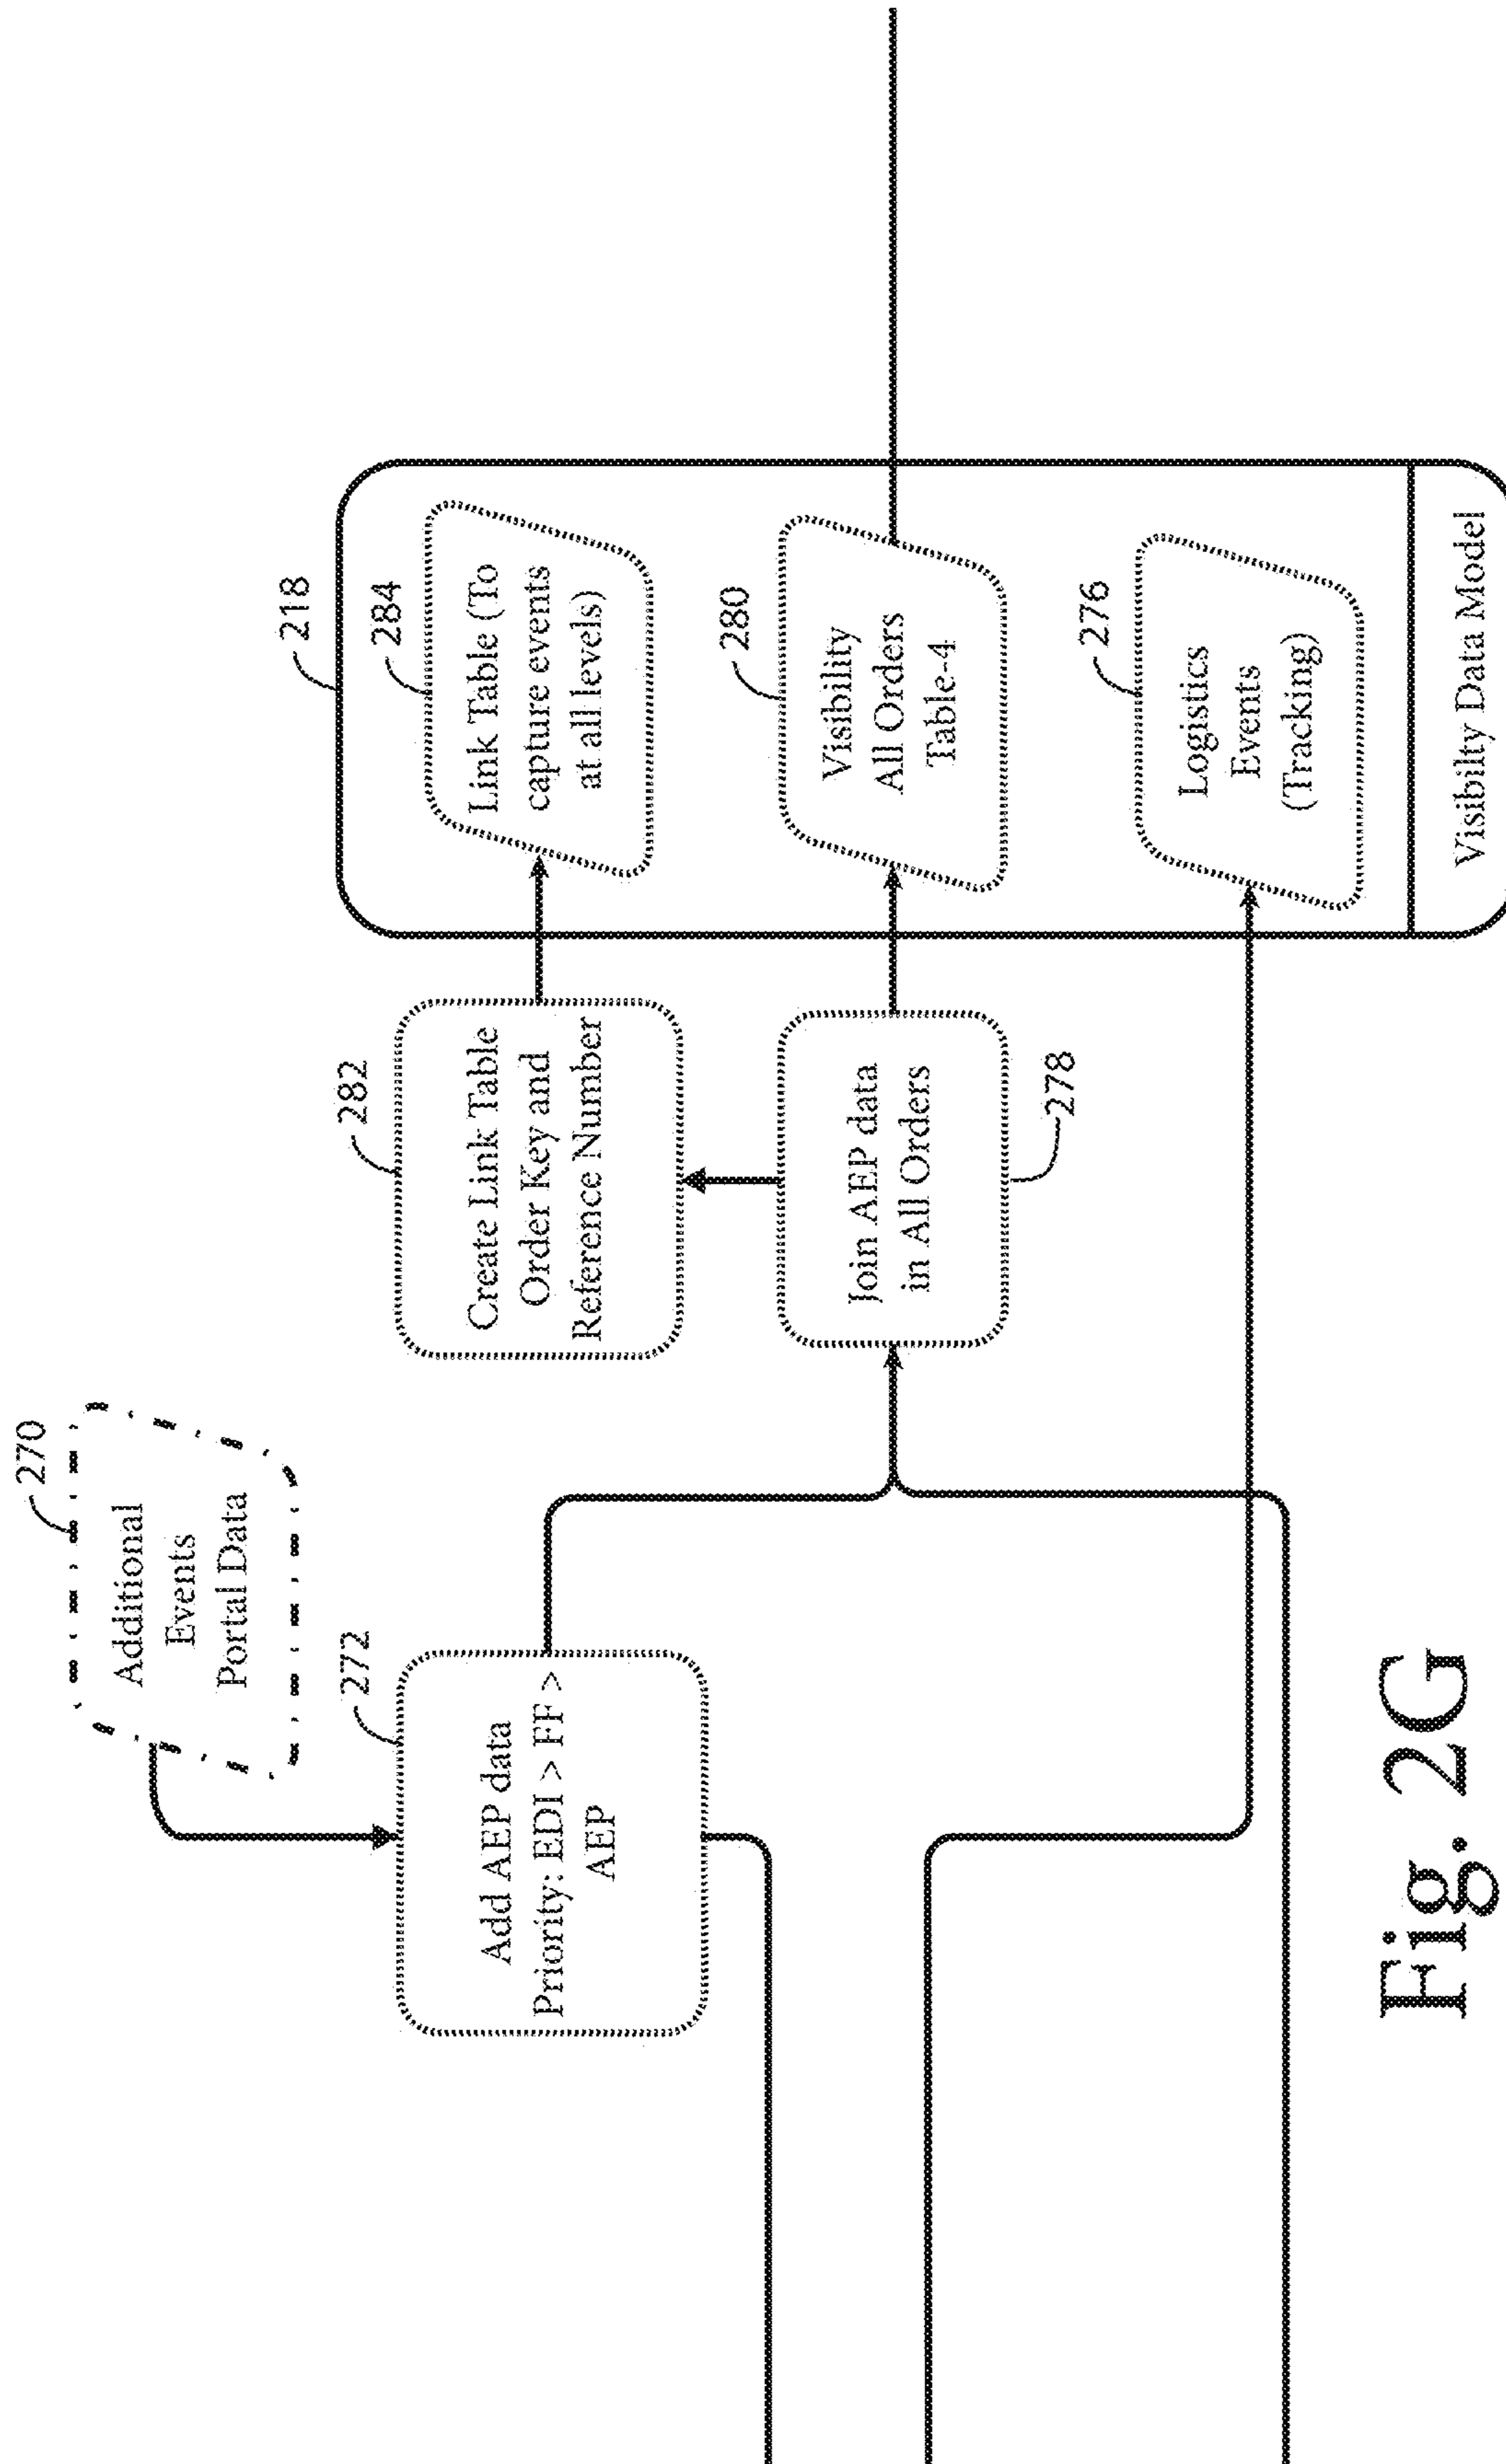 270
Additional
Events
Portal Data
272
Add AEP data
Priority: EDI > FF >
AEP
282
Create Link Table
Order Key and
Reference Number
Join AEP data
in All Orders
278
218
284
Link Table (To
capture events
at all levels)
280
Visibility
All Orders
Table-4
276
Logistics
Events
(Tracking)
Visibilty Data Model
Fig. 2G